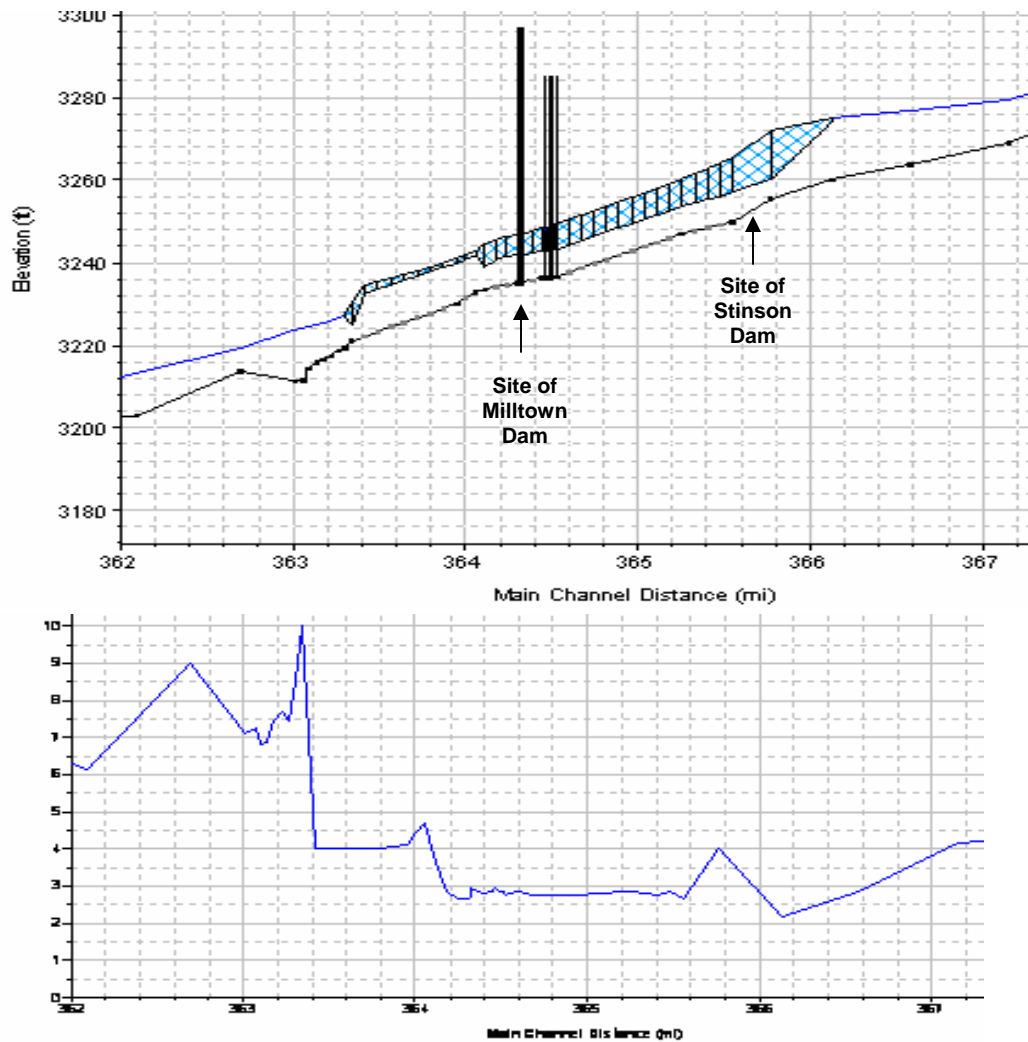 3300
3280
3260
3240
3220
3200
3180
Elevation (ft)
Site of
Stinson
Dam
Site of
Milltown
Dam
362 363 364 365 366 367
Main Channel Distance (mi)
10
9
8
7
6
5
4
3
2
1
0
362 363 364 365 366 367
Main Channel Distance (mi)